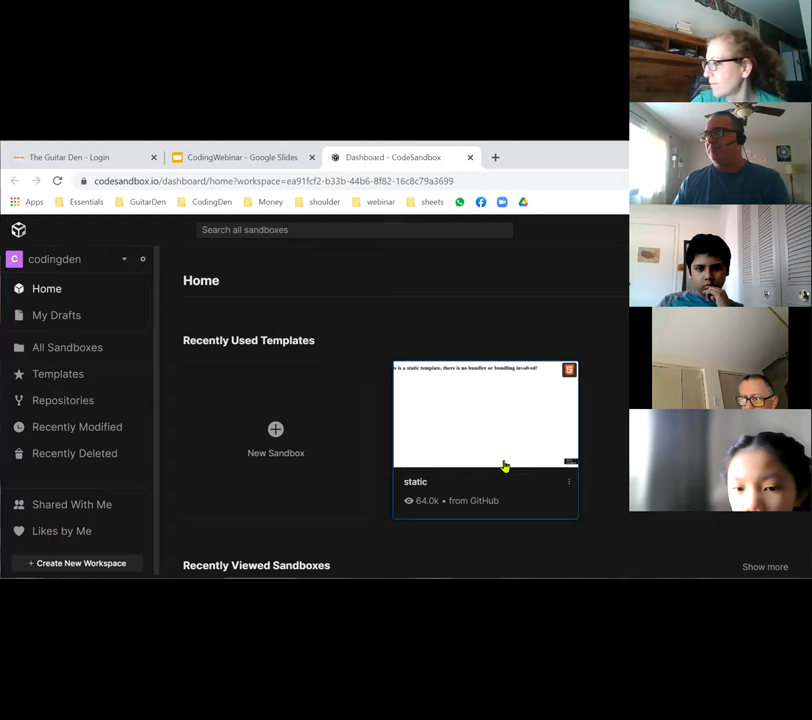 The Guitar Den - Login
CodingWebinar - Google Slides
Dashboard - CodeSandbox
codesandbox.io/dashboard/home?workspace=ea91fcf2-b33b-44b6-8f82-16c8c79a3699
Apps Essentials GuitarDen CodingDen Money shoulder webinar sheets
Search all sandboxes
C codingden
Home
My Drafts
All Sandboxes
Templates
Repositories
Recently Modified
Recently Deleted
Shared With Me
Likes by Me
+ Create New Workspace
Home
Recently Used Templates
New Sandbox
is is a static template, there is no bundler or bundling involved!
static
64.0k • from GitHub
Recently Viewed Sandboxes
Show more